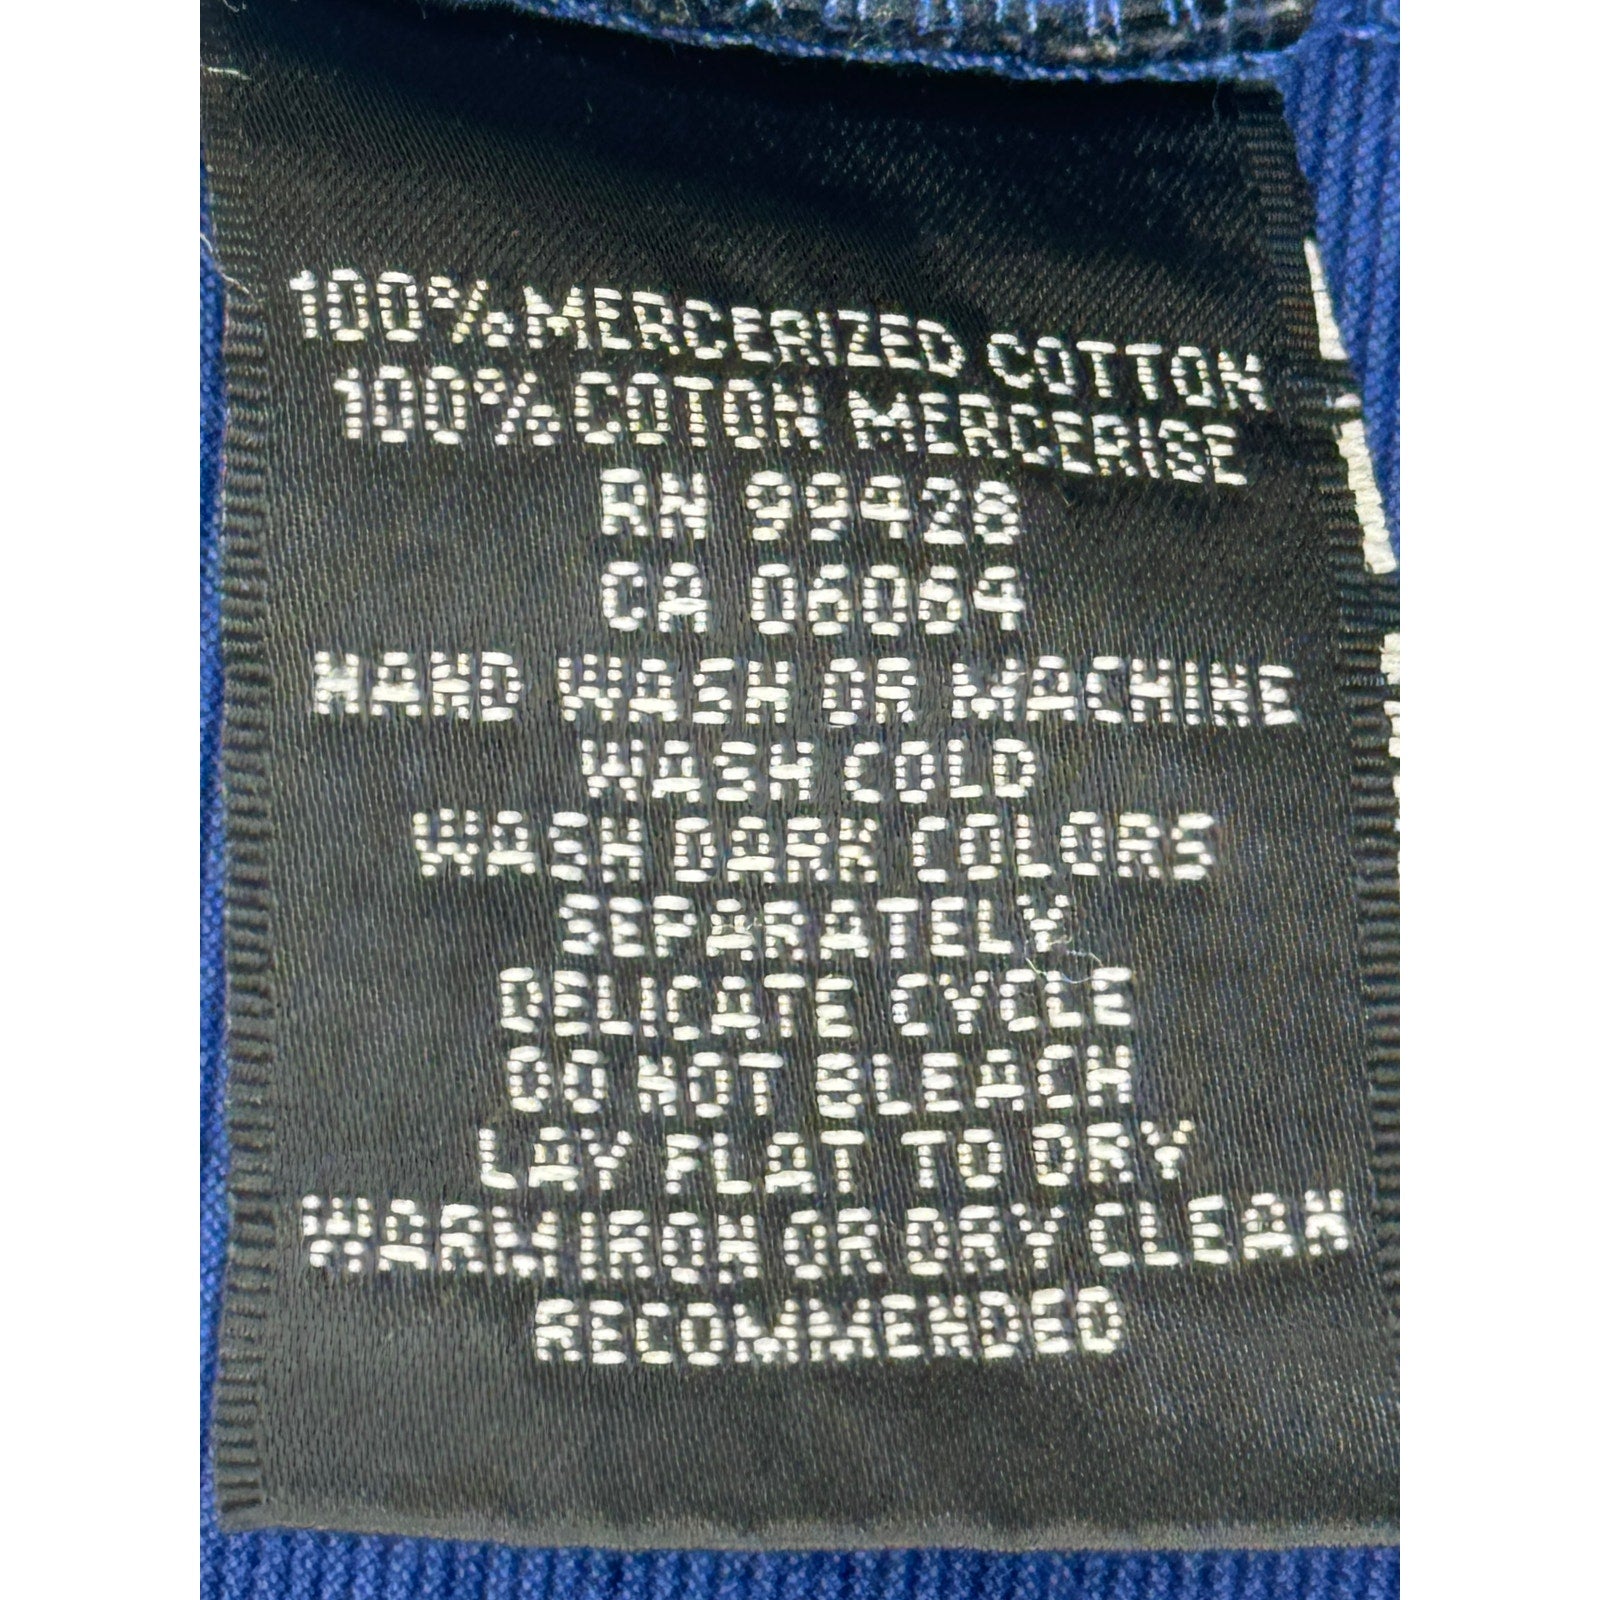 100% MERCERIZED COTTON
100% COTON MERCERISE
RN 99428
CA 06064
HAND WASH OR MACHINE
WASH COLD
WASH DARK COLORS
SEPARATELY
DELICATE CYCLE
DO NOT BLEACH
LAY FLAT TO DRY
WARM IRON OR DRY CLEAN
RECOMMENDED